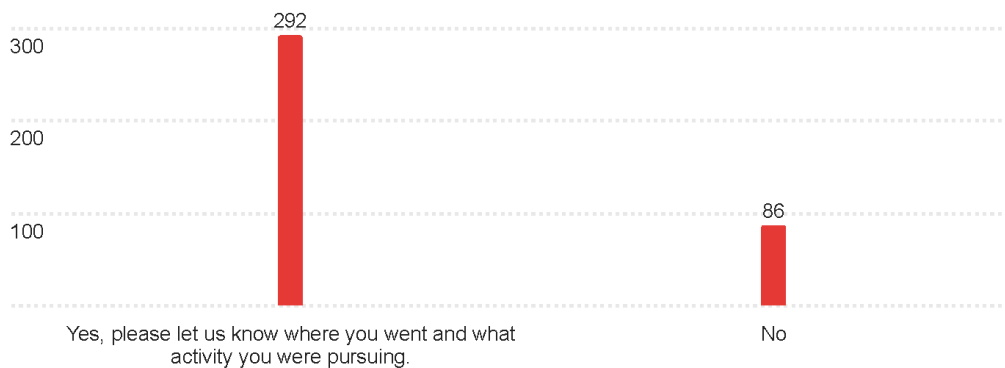 292
300
200
86
100
Yes, please let us know where you went and what
activity you were pursuing.
No